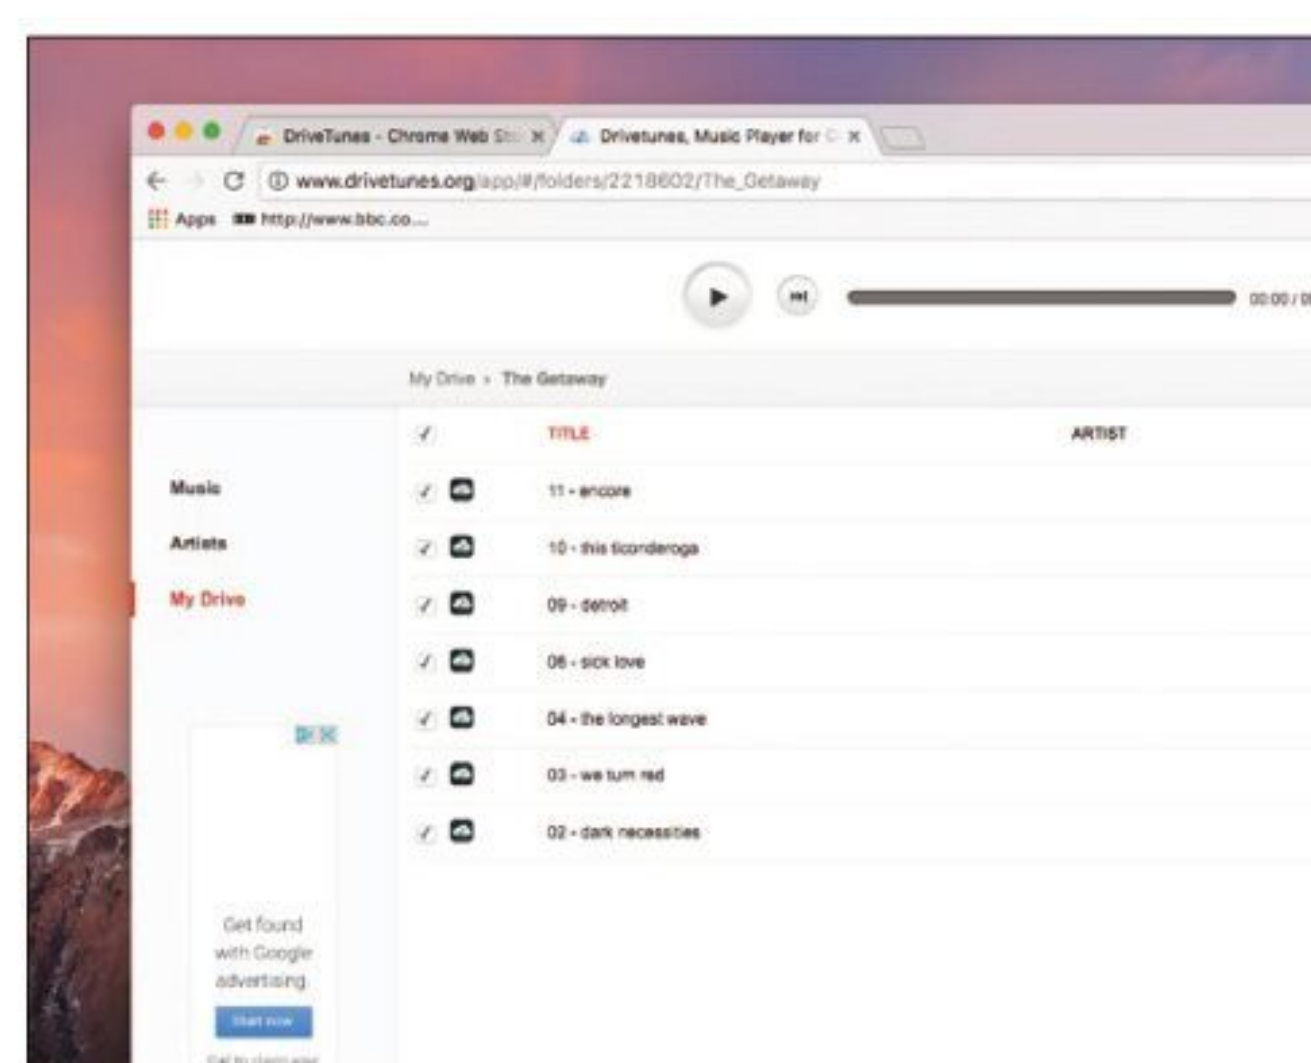 DriveTunes - Chrome Web St
Drivetunes, Music Player for G
www.drivetunes.org/app/#/folders/2218602/The_Getaway
Apps
http://www.bbc.co....
00:00 /
My Drive » The Getaway
TITLE
ARTIST
Music
Artists
My Drive
11 - encore
10 - this ticonderoga
09 - detroit
06 - sick love
04 - the longest wave
03 - we turn red
02 - dark necessities
Get found
with Google
advertising.
Start now